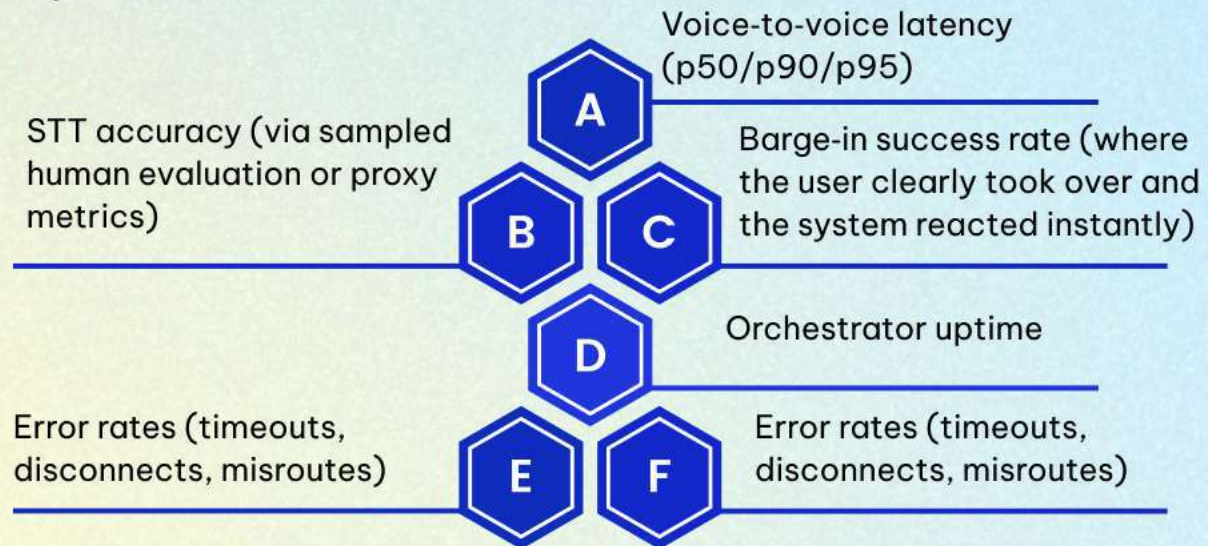 Voice-to-voice latency
(p50/p90/p95)
A
STT accuracy (via sampled
human evaluation or proxy
metrics)
Barge-in success rate (where
the user clearly took over and
the system reacted instantly)
B
C
Orchestrator uptime
D
Error rates (timeouts,
disconnects, misroutes)
Error rates (timeouts,
disconnects, misroutes)
E
F